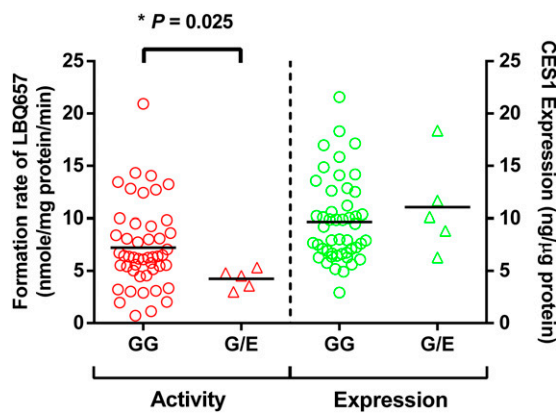 * P = 0.025
Formation rate of LBQ657
(nmole/mg protein/min)
25
20
15
10
5
0
25
20
15
10
5
0
CES1 Expression
(ng/µg protein)
GG
G/E
GG
G/E
Activity
Expression